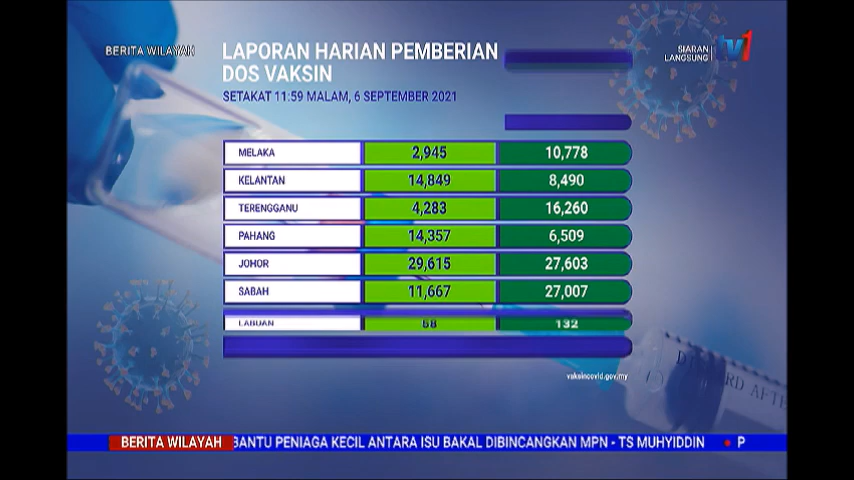 BERITA WILAYAH
LAPORAN HARIAN PEMBERIAN
DOS VAKSIN
SETAKAT 11:59 MALAM, 6 SEPTEMBER 2021
SIARAN
LANGSUNG
tv1
MELAKA 2,945 10,778
KELANTAN 14,849 8,490
TERENGGANU 4,283 16,260
PAHANG 14,357 6,509
JOHOR 29,615 27,603
SABAH 11,667 27,007
LABUAN 58 132
vaksincovid.gov.my
BERITA WILAYAH BANTU PENIAGA KECIL ANTARA ISU BAKAL DIBINCANGKAN MPN - TS MUHYIDDIN • P